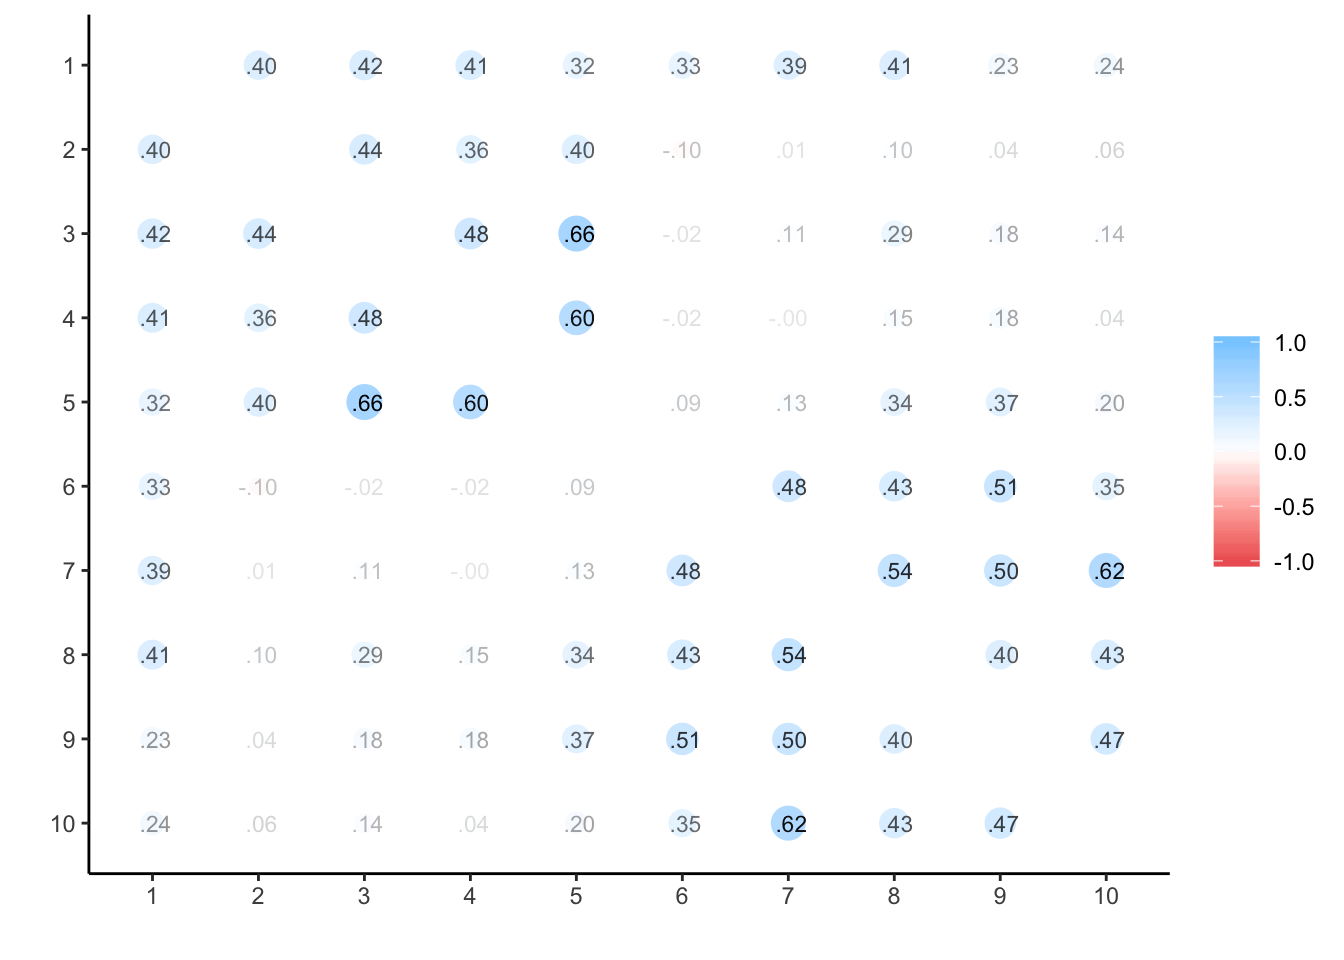 1 .40 .42 .41 .32 .33 .39 .41 .23 .24
2 .40 .44 .36 .40 -.10 .01 .10 .04 .06
3 .42 .44 .48 .66 -.02 .11 .29 .18 .14
4 .41 .36 .48 .60 -.02 -.00 .15 .18 .04
5 .32 .40 .66 .60 .09 .13 .34 .37 .20
6 .33 -.10 -.02 -.02 .09 .48 .43 .51 .35
7 .39 .01 .11 -.00 .13 .48 .54 .50 .62
8 .41 .10 .29 .15 .34 .43 .54 .40 .43
9 .23 .04 .18 .18 .37 .51 .50 .40 .47
10 .24 .06 .14 .04 .20 .35 .62 .43 .47
1 2 3 4 5 6 7 8 9 10
1.0
0.5
0.0
-0.5
-1.0